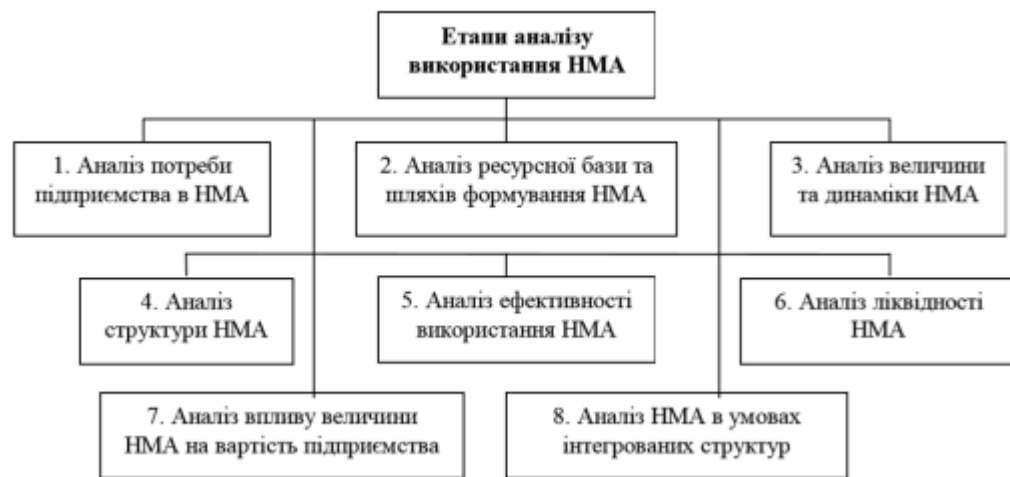 Етапи аналізу
використання НМА
1. Аналіз потреби
підприємства в НМА
2. Аналіз ресурсної бази та
шляхів формування НМА
3. Аналіз величини
та динаміки НМА
4. Аналіз
структури НМА
5. Аналіз ефективності
використання НМА
6. Аналіз ліквідності
НМА
7. Аналіз впливу величини
НМА на вартість підприємства
8. Аналіз НМА в умовах
інтегрованих структур